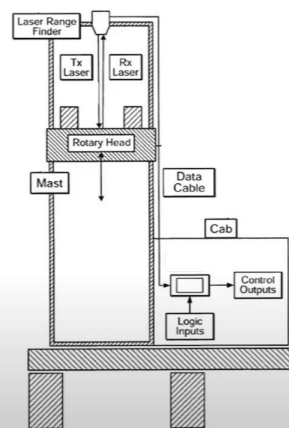 Laser Range
Finder
Tx
Laser
Rx
Laser
Rotary Head
Mast
Data
Cable
Cab
Control
Outputs
Logic
Inputs